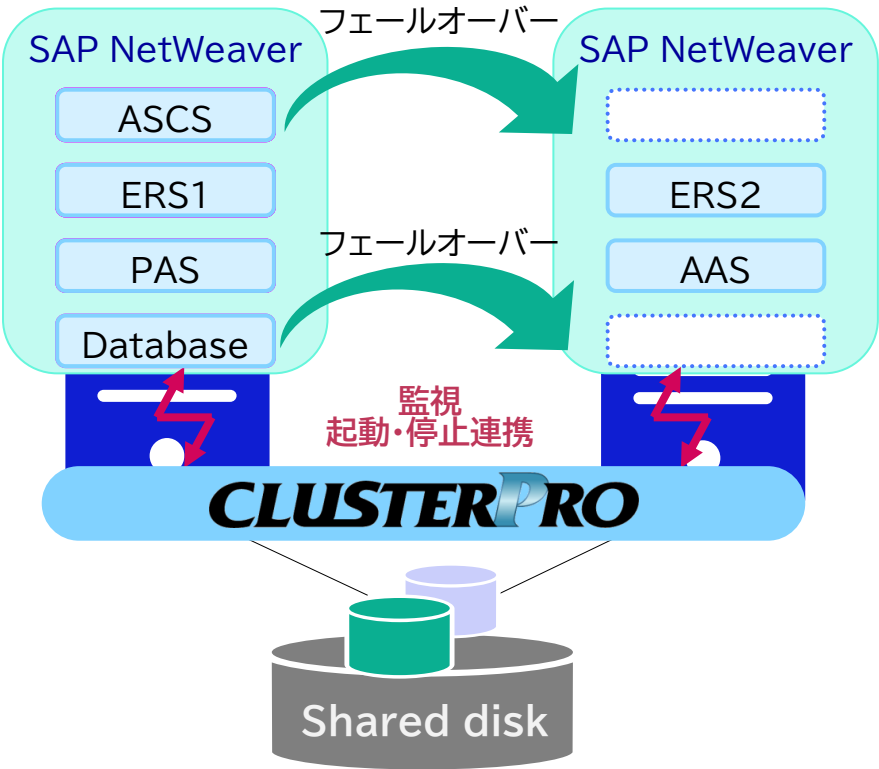 フェールオーバー
SAP NetWeaver
SAP NetWeaver
ASCS
ERS1
ERS2
フェールオーバー
PAS
AAS
Database
監視
起動・停止連携
CLUSTERPRO
Shared disk